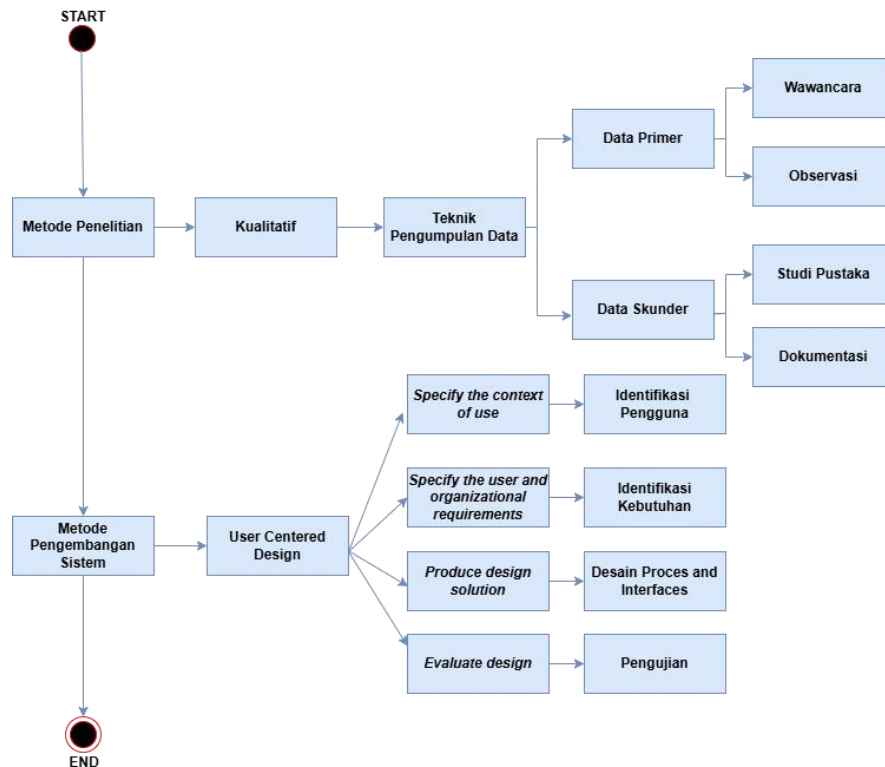 START
Metode Penelitian
Kualitatif
Teknik
Pengumpulan Data
Data Primer
Wawancara
Observasi
Data Skunder
Studi Pustaka
Dokumentasi
Metode
Pengembangan
Sistem
User Centered
Design
Specify the context
of use
Identifikasi
Pengguna
Specify the user and
organizational
requirements
Identifikasi
Kebutuhan
Produce design
solution
Desain Proces and
Interfaces
Evaluate design
Pengujian
END